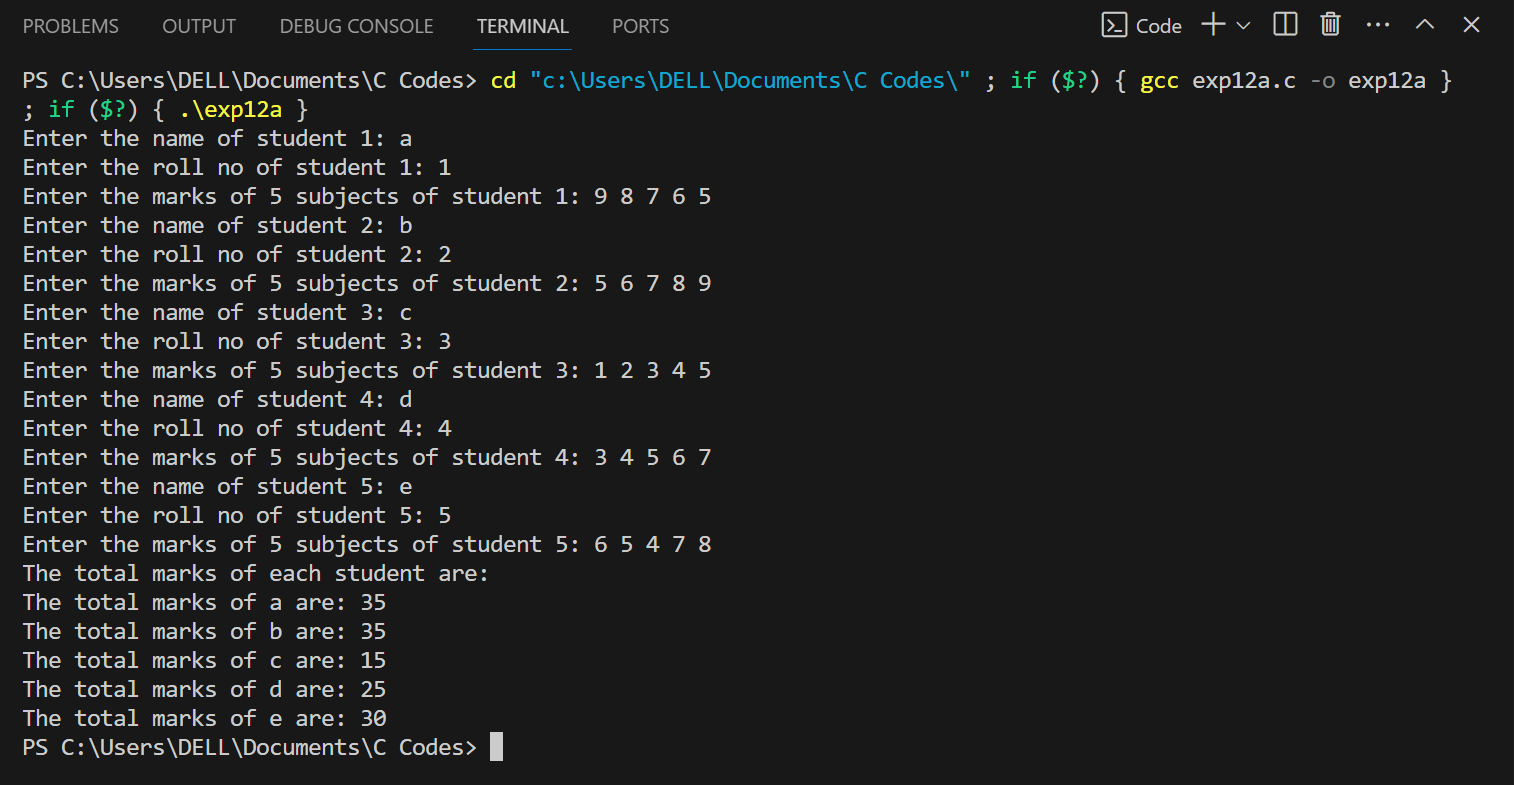 PROBLEMS OUTPUT DEBUG CONSOLE TERMINAL PORTS Code
PS C:\Users\DELL\Documents\C Codes> cd "c:\Users\DELL\Documents\C Codes\" ; if ($?) { gcc exp12a.c -o exp12a }
; if ($?) { .\exp12a }
Enter the name of student 1: a
Enter the roll no of student 1: 1
Enter the marks of 5 subjects of student 1: 9 8 7 6 5
Enter the name of student 2: b
Enter the roll no of student 2: 2
Enter the marks of 5 subjects of student 2: 5 6 7 8 9
Enter the name of student 3: c
Enter the roll no of student 3: 3
Enter the marks of 5 subjects of student 3: 1 2 3 4 5
Enter the name of student 4: d
Enter the roll no of student 4: 4
Enter the marks of 5 subjects of student 4: 3 4 5 6 7
Enter the name of student 5: e
Enter the roll no of student 5: 5
Enter the marks of 5 subjects of student 5: 6 5 4 7 8
The total marks of each student are:
The total marks of a are: 35
The total marks of b are: 35
The total marks of c are: 15
The total marks of d are: 25
The total marks of e are: 30
PS C:\Users\DELL\Documents\C Codes>